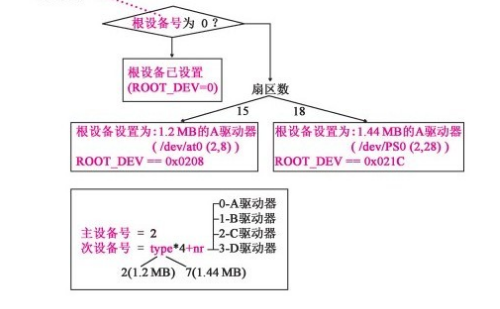 根设备号为 0？
根设备已设置
(ROOT_DEV=0)
扇区数
15
18
根设备设置为:1.2 MB的A驱动器
( /dev/at0 (2,8) )
ROOT_DEV == 0x0208
根设备设置为:1.44 MB的A驱动器
( /dev/PS0 (2,28) )
ROOT_DEV == 0x021C
0-A驱动器
1-B驱动器
主设备号 = 2
2-C驱动器
次设备号 = type*4+nr
3-D驱动器
2(1.2 MB) 7(1.44 MB)